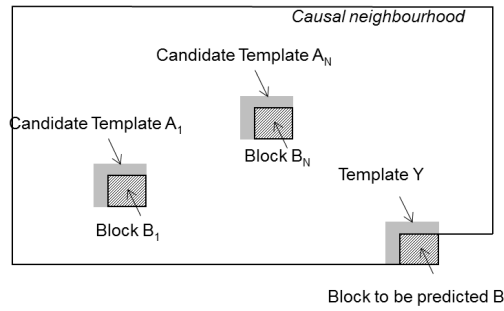 Causal neighbourhood
Candidate Template A_N
Candidate Template A_1
Block B_N
Template Y
Block B_1
Block to be predicted B